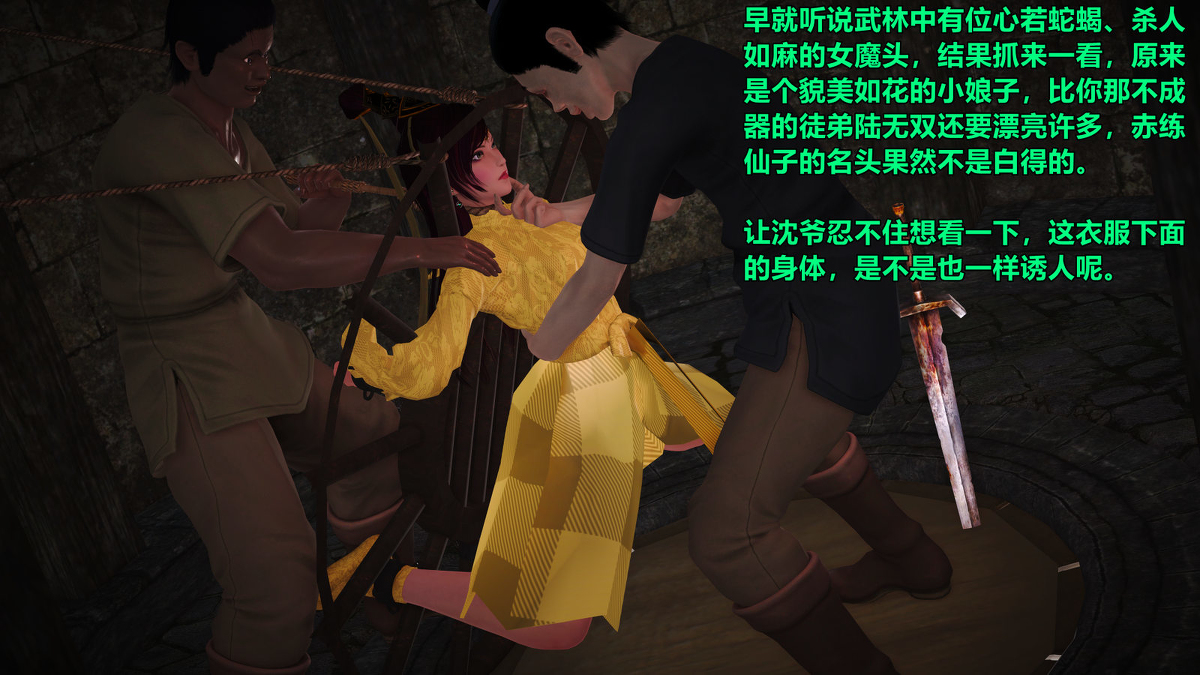 早就听说武林中有位心若蛇蝎、杀人
如麻的女魔头，结果抓来一看，原来
是个貌美如花的小娘子，比你那不成
器的徒弟陆无双还要漂亮许多，赤练
仙子的名头果然不是白得的。
让沈爷忍不住想看一下，这衣服下面
的身体，是不是也一样诱人呢。